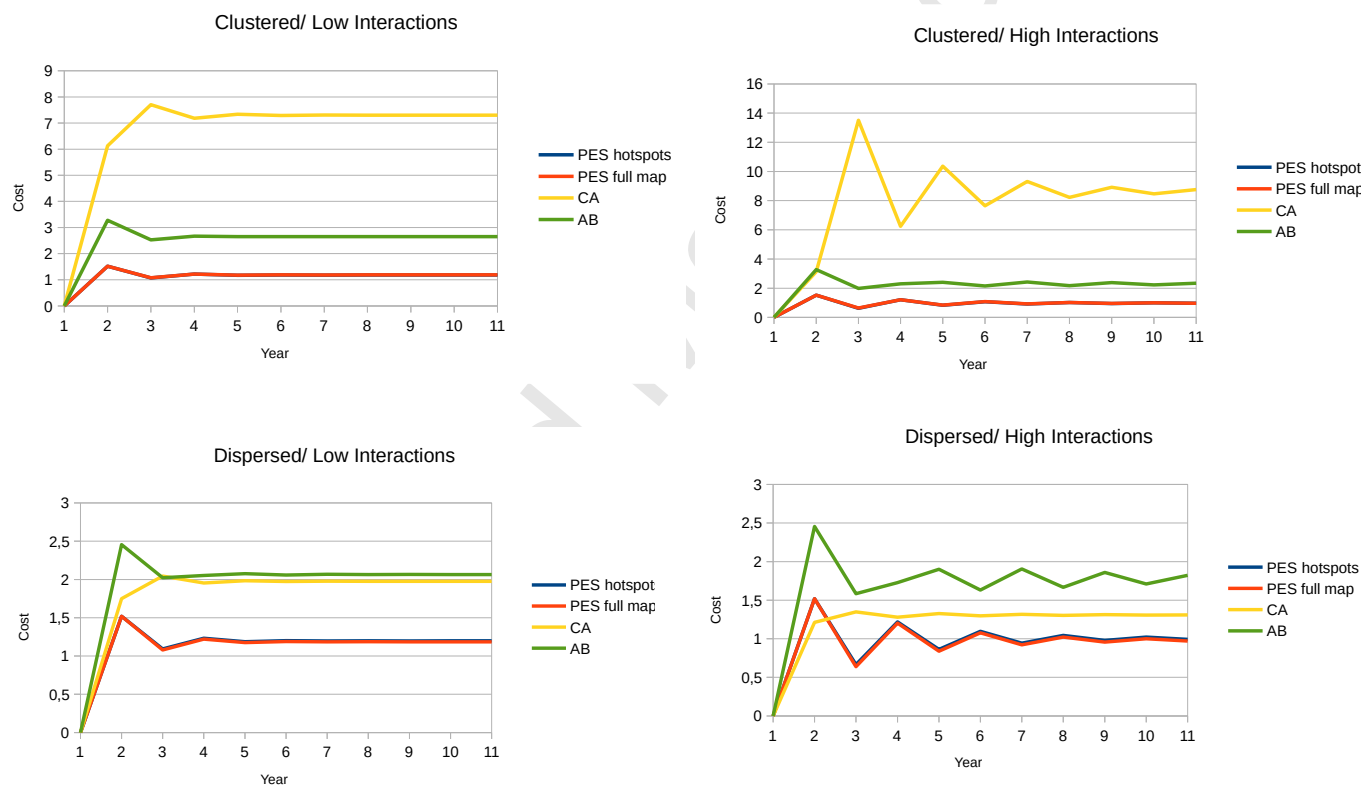 Clustered/ Low Interactions
9
8
7
6
5
4
3
2
1
0
Cost
1 2 3 4 5 6 7 8 9 10 11
Year
PES hotspots
PES full map
CA
AB
Clustered/ High Interactions
16
14
12
10
8
6
4
2
0
Cost
1 2 3 4 5 6 7 8 9 10 11
Year
PES hotspot
PES full map
CA
AB
Dispersed/ Low Interactions
3
2,5
2
1,5
1
0,5
0
Cost
1 2 3 4 5 6 7 8 9 10 11
Year
PES hotspot
PES full map
CA
AB
Dispersed/ High Interactions
3
2,5
2
1,5
1
0,5
0
Cost
1 2 3 4 5 6 7 8 9 10 11
Year
PES hotspots
PES full map
CA
AB